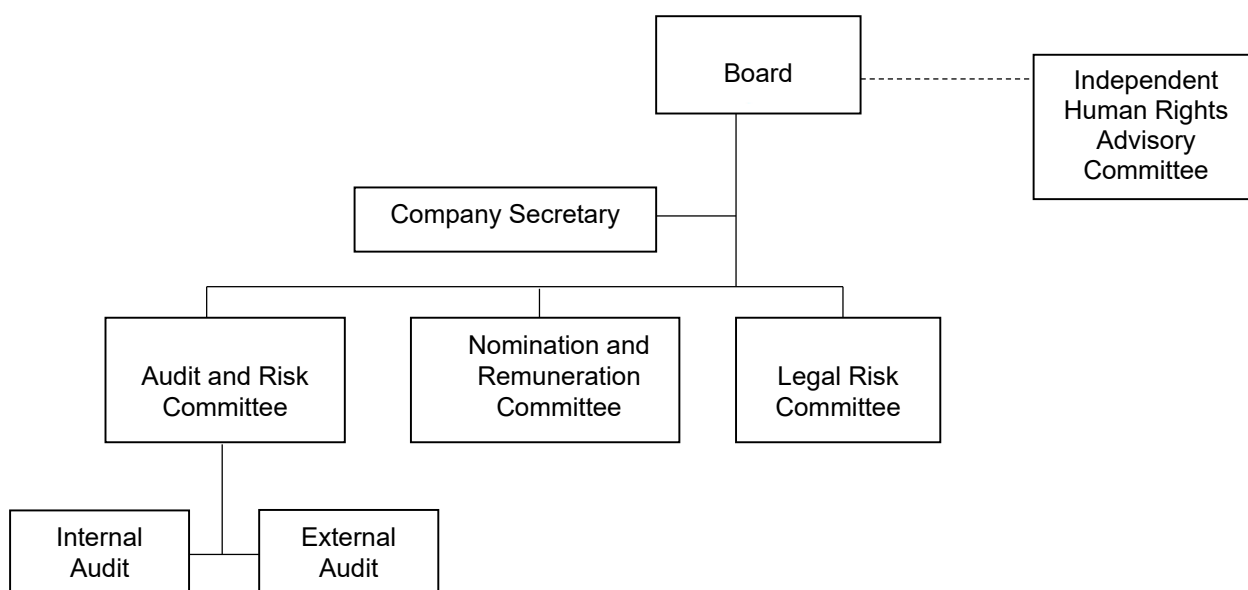 Board
Independent
Human Rights
Advisory
Committee
Company Secretary
Audit and Risk
Committee
Nomination and
Remuneration
Committee
Legal Risk
Committee
Internal
Audit
External
Audit